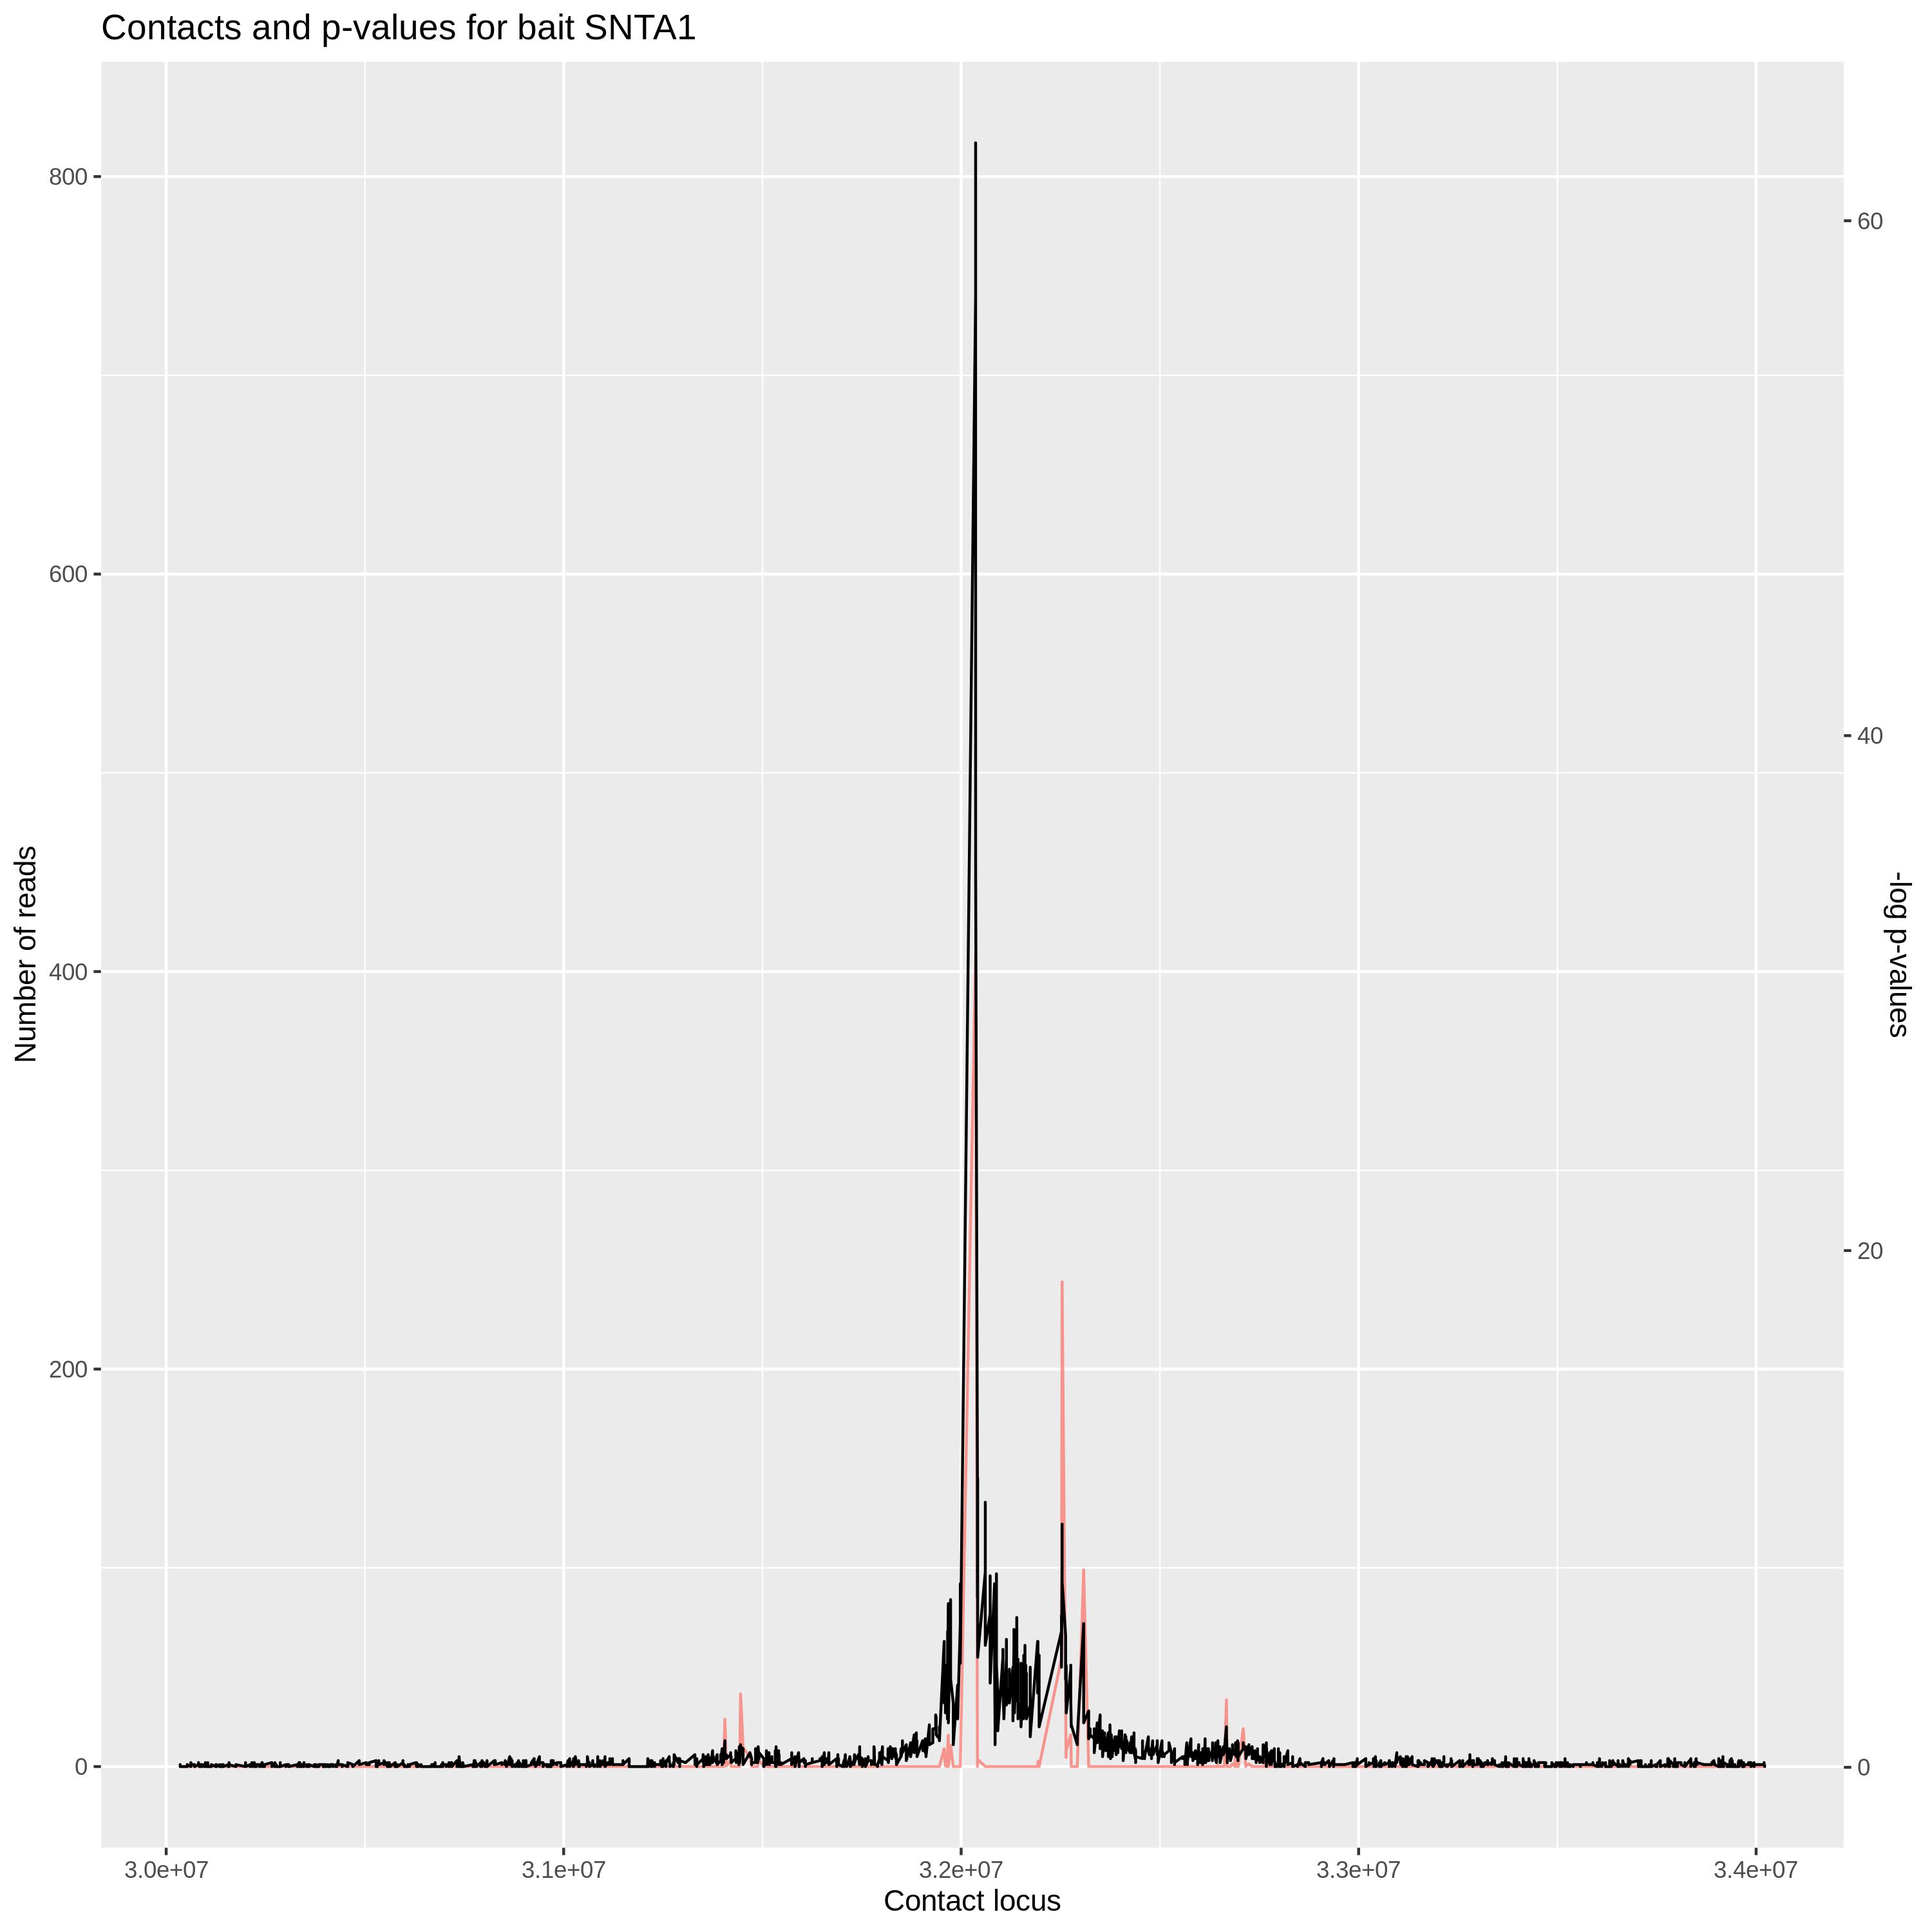 Contacts and p-values for bait SNTA1
800
600
400
200
0
Number of reads
60
40
20
0
-log p-values
3.0e+07 3.1e+07 3.2e+07 3.3e+07 3.4e+07
Contact locus